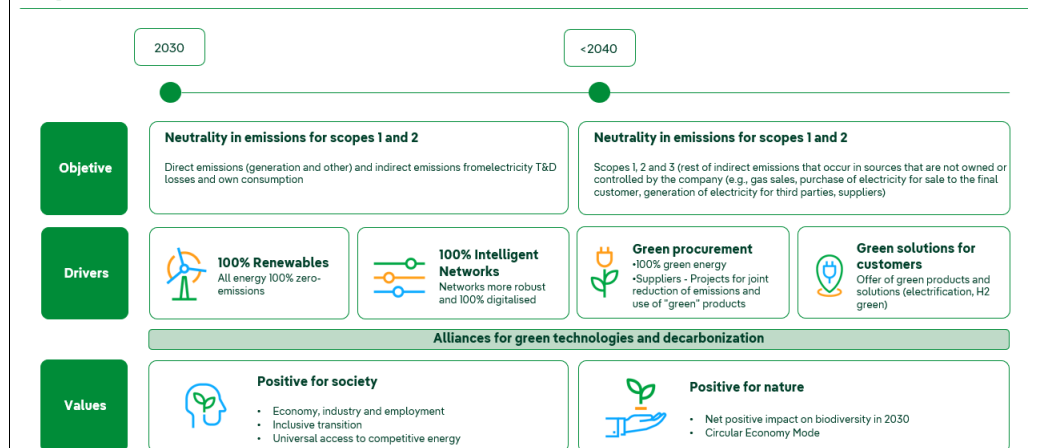 2030
<2040
Objetive
Neutrality in emissions for scopes 1 and 2
Direct emissions (generation and other) and indirect emissions fromelectricity T&D
losses and own consumption
Neutrality in emissions for scopes 1 and 2
Scopes 1, 2 and 3 (rest of indirect emissions that occur in sources that are not owned or
controlled by the company (e.g., gas sales, purchase of electricity for sale to the final
customer, generation of electricity for third parties, suppliers)
Drivers
100% Renewables
All energy 100% zero-
emissions
100% Intelligent
Networks
Networks more robust
and 100% digitalised
Green procurement
•100% green energy
•Suppliers - Projects for joint
reduction of emissions and
use of "green" products
Green solutions for
customers
Offer of green products and
solutions (electrification, H2
green)
Alliances for green technologies and decarbonization
Values
Positive for society
• Economy, industry and employment
• Inclusive transition
• Universal access to competitive energy
Positive for nature
• Net positive impact on biodiversity in 2030
• Circular Economy Mode